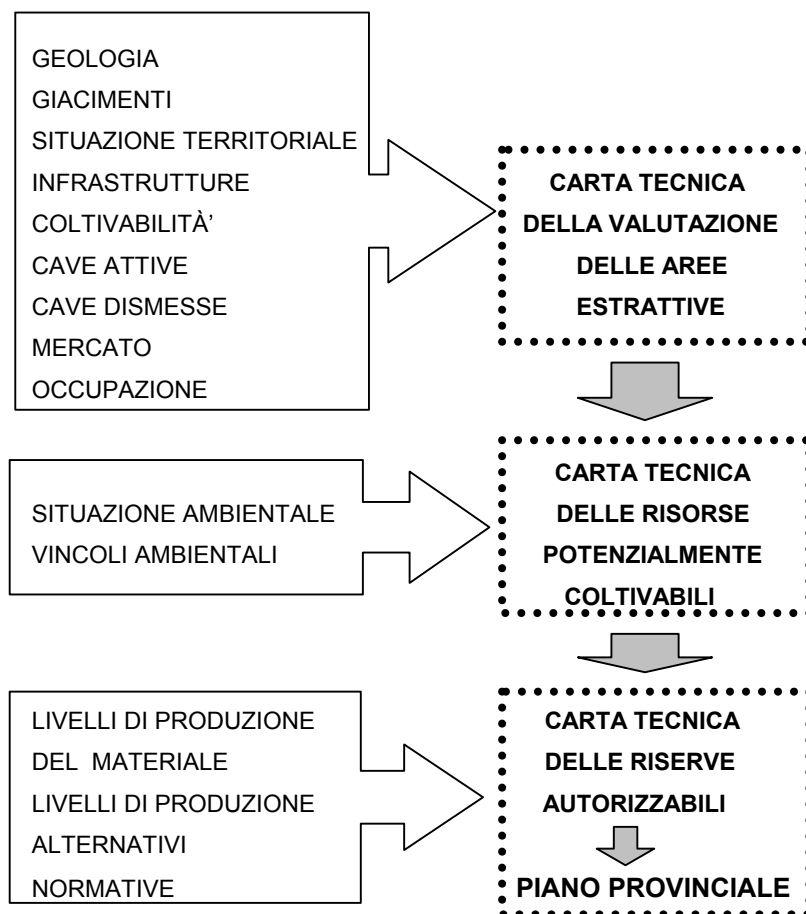 GEOLOGIA
GIACIMENTI
SITUAZIONE TERRITORIALE
INFRASTRUTTURE
COLTIVABILITÀ’
CAVE ATTIVE
CAVE DISMESSE
MERCATO
OCCUPAZIONE
CARTA TECNICA
DELLA VALUTAZIONE
DELLE AREE
ESTRATTIVE
SITUAZIONE AMBIENTALE
VINCOLI AMBIENTALI
CARTA TECNICA
DELLE RISORSE
POTENZIALMENTE
COLTIVABILI
LIVELLI DI PRODUZIONE
DEL MATERIALE
LIVELLI DI PRODUZIONE
ALTERNATIVI
NORMATIVE
CARTA TECNICA
DELLE RISERVE
AUTORIZZABILI
PIANO PROVINCIALE